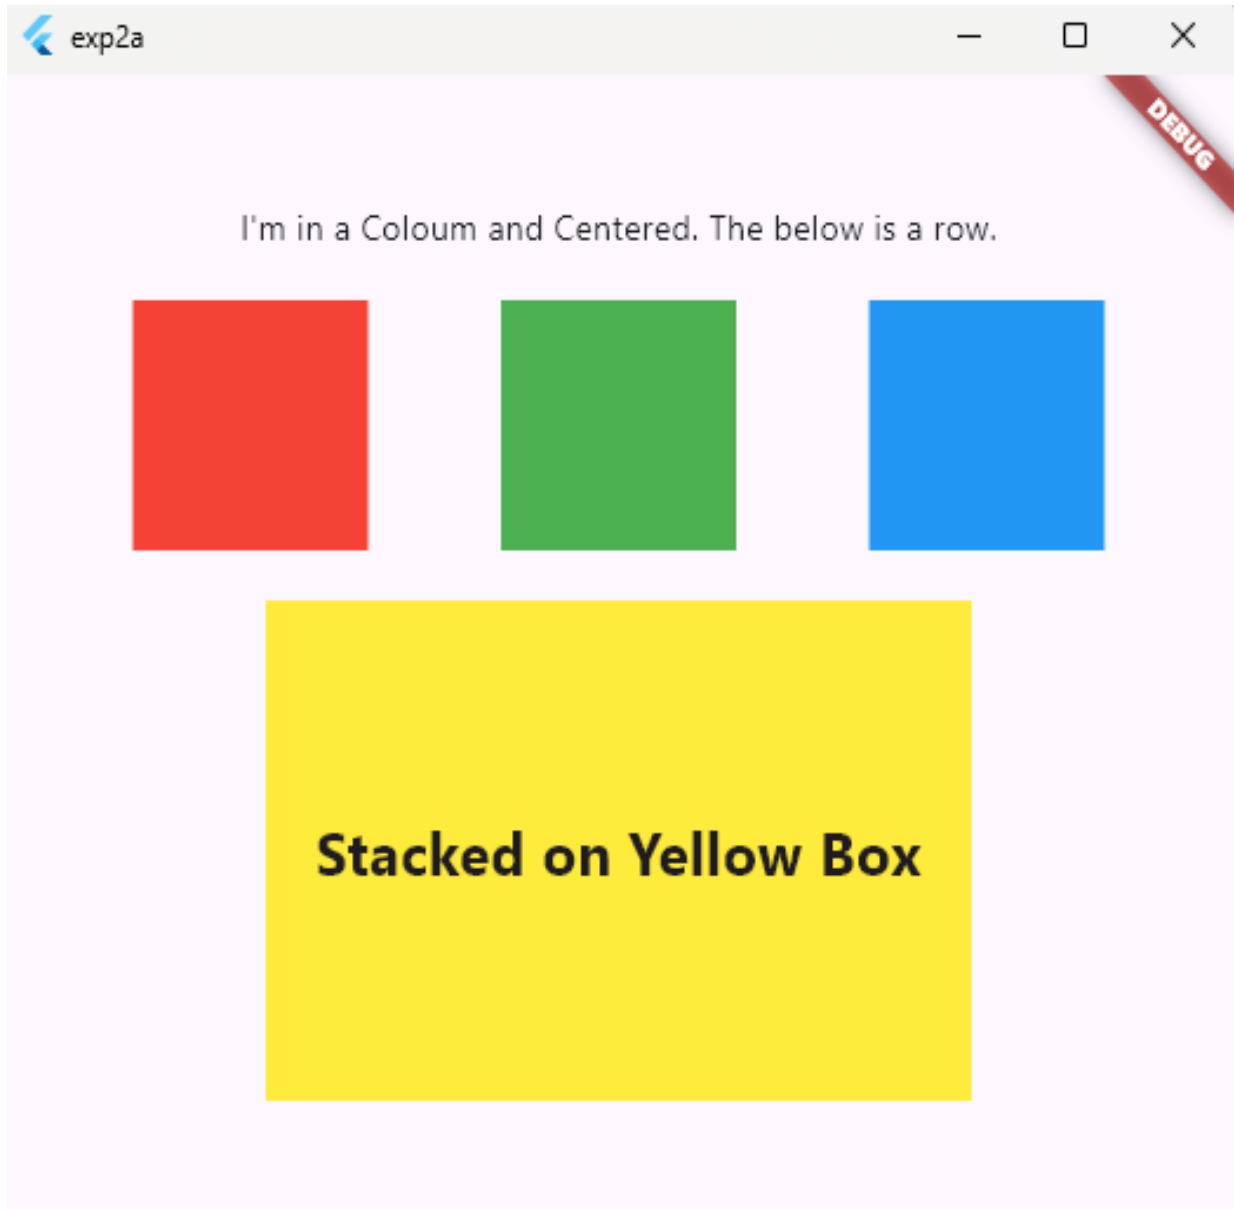 exp2a
DEBUG
I'm in a Coloum and Centered. The below is a row.
Stacked on Yellow Box